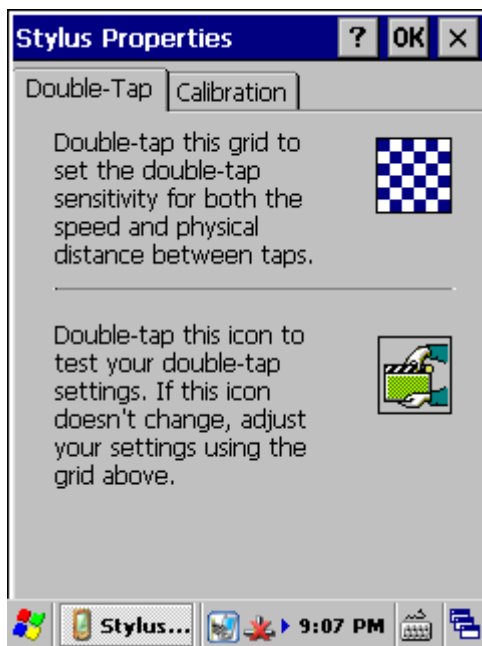 Stylus Properties ? OK ×
Double-Tap Calibration
Double-tap this grid to
set the double-tap
sensitivity for both the
speed and physical
distance between taps.
Double-tap this icon to
test your double-tap
settings. If this icon
doesn't change, adjust
your settings using the
grid above.
Stylus... 9:07 PM